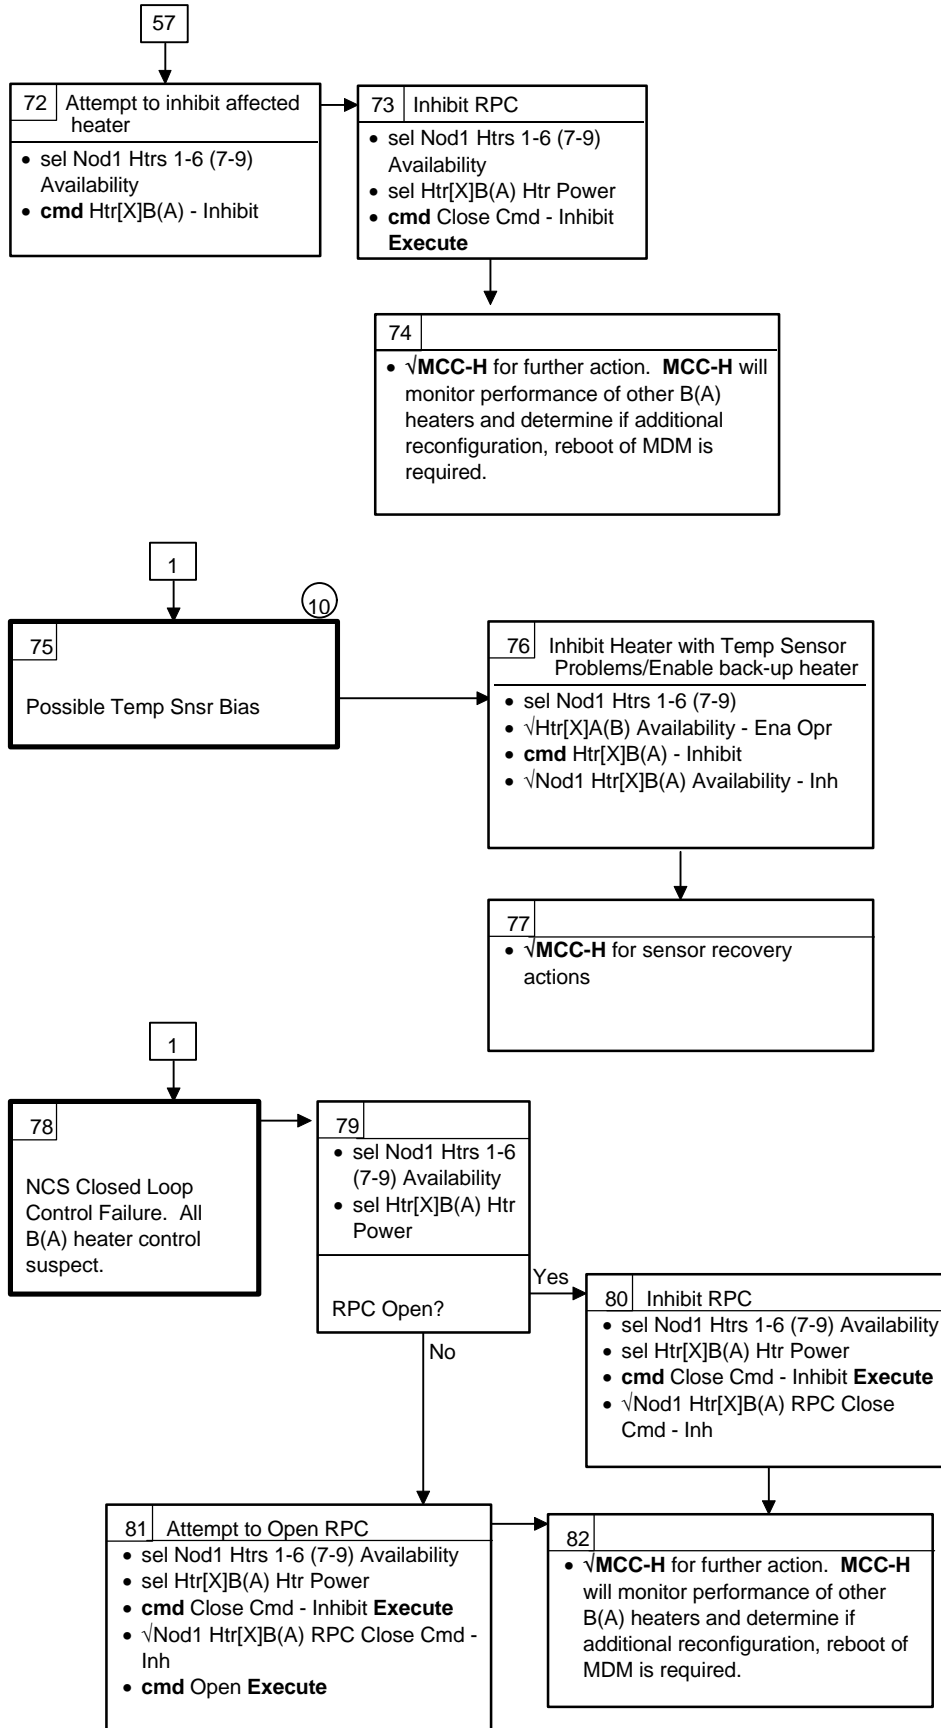 57
72 Attempt to inhibit affected
heater
• sel Nod1 Htrs 1-6 (7-9)
Availability
• cmd Htr[X]B(A) - Inhibit
73 Inhibit RPC
• sel Nod1 Htrs 1-6 (7-9)
Availability
• sel Htr[X]B(A) Htr Power
• cmd Close Cmd - Inhibit
Execute
74
• √MCC-H for further action. MCC-H will
monitor performance of other B(A)
heaters and determine if additional
reconfiguration, reboot of MDM is
required.
1
10
75
Possible Temp Snsr Bias
76 Inhibit Heater with Temp Sensor
Problems/Enable back-up heater
• sel Nod1 Htrs 1-6 (7-9)
• √Htr[X]A(B) Availability - Ena Opr
• cmd Htr[X]B(A) - Inhibit
• √Nod1 Htr[X]B(A) Availability - Inh
77
• √MCC-H for sensor recovery
actions
1
78
NCS Closed Loop
Control Failure. All
B(A) heater control
suspect.
79
• sel Nod1 Htrs 1-6
(7-9) Availability
• sel Htr[X]B(A) Htr
Power
RPC Open?
Yes
No
80 Inhibit RPC
• sel Nod1 Htrs 1-6 (7-9) Availability
• sel Htr[X]B(A) Htr Power
• cmd Close Cmd - Inhibit Execute
• √Nod1 Htr[X]B(A) RPC Close
Cmd - Inh
81 Attempt to Open RPC
• sel Nod1 Htrs 1-6 (7-9) Availability
• sel Htr[X]B(A) Htr Power
• cmd Close Cmd - Inhibit Execute
• √Nod1 Htr[X]B(A) RPC Close Cmd -
Inh
• cmd Open Execute
82
• √MCC-H for further action. MCC-H
will monitor performance of other
B(A) heaters and determine if
additional reconfiguration, reboot of
MDM is required.